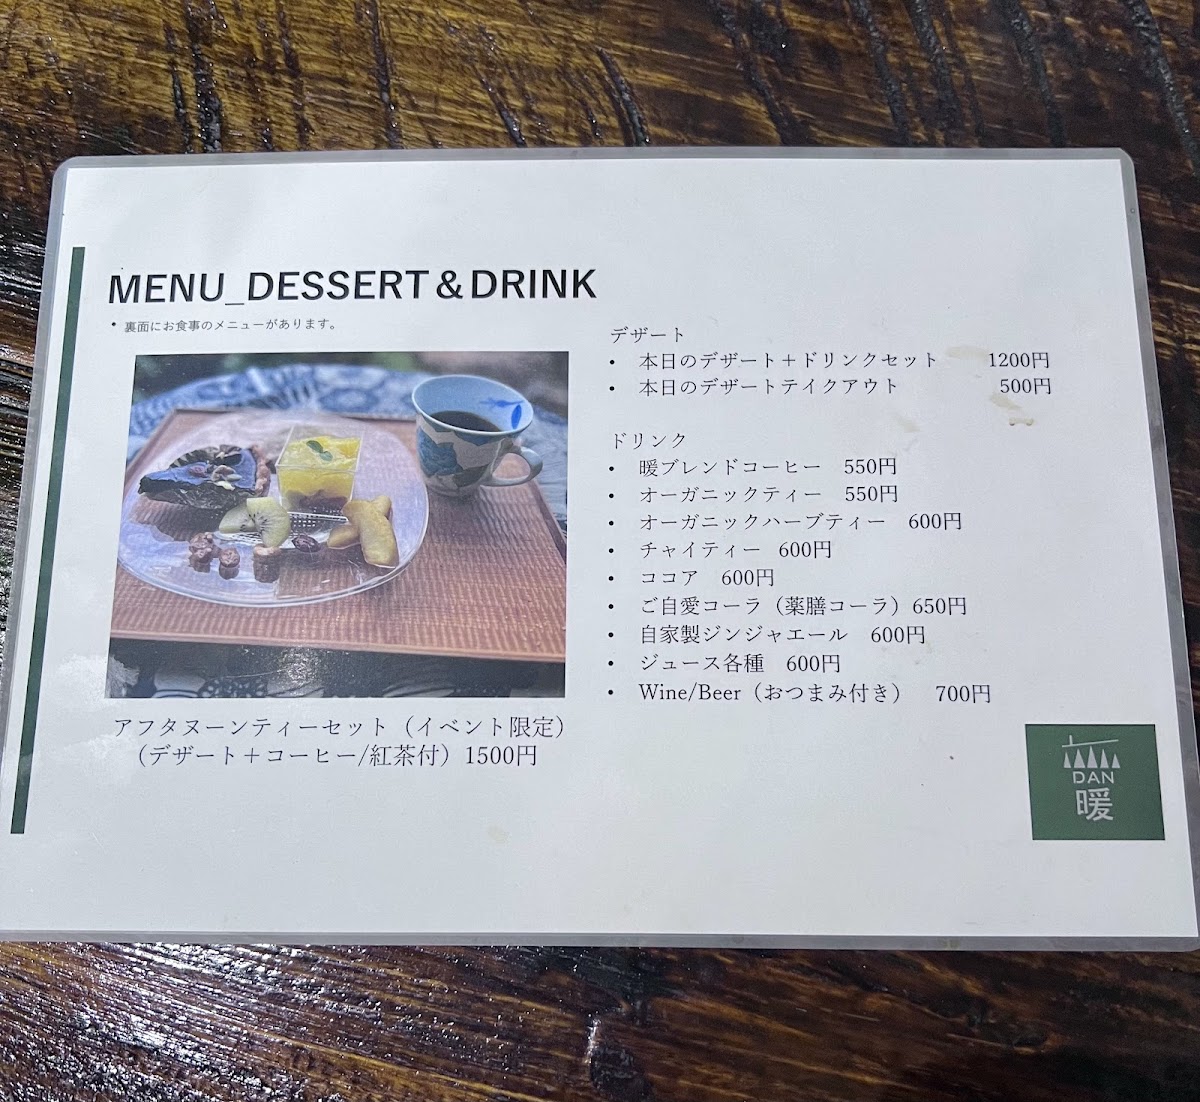 MENU_DESSERT＆DRINK
• 裏面にお食事のメニューがあります。
アフタヌーンティーセット（イベント限定）
（デザート＋コーヒー/紅茶付）1500円
デザート
• 本日のデザート＋ドリンクセット 1200円
• 本日のデザートテイクアウト 500円
ドリンク
• 暖ブレンドコーヒー 550円
• オーガニックティー 550円
• オーガニックハーブティー 600円
• チャイティー 600円
• ココア 600円
• ご自愛コーラ（薬膳コーラ）650円
• 自家製ジンジャエール 600円
• ジュース各種 600円
• Wine/Beer（おつまみ付き） 700円
DAN
暖